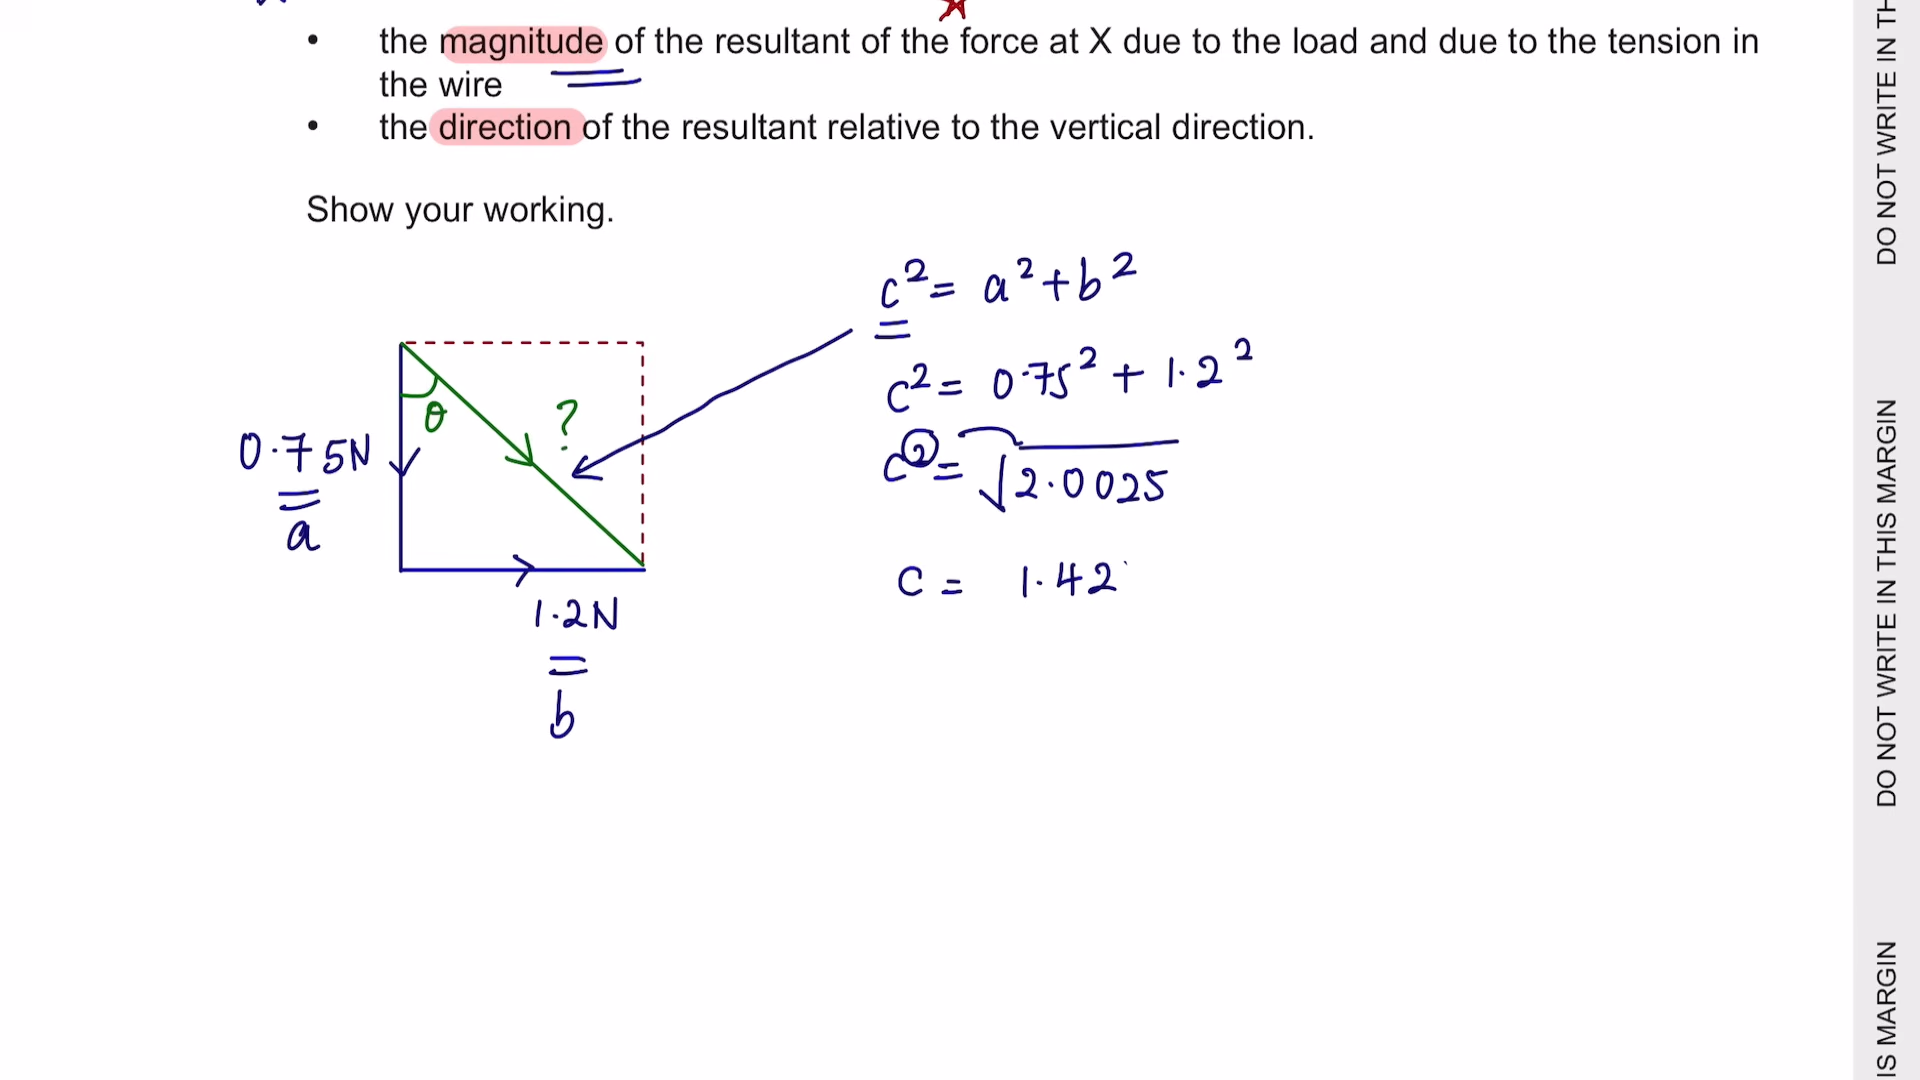 • the magnitude of the resultant of the force at X due to the load and due to the tension in
the wire
• the direction of the resultant relative to the vertical direction.
Show your working.
c² = a² + b²
c² = 0.75² + 1.2²
c² = √2.0025
c = 1.42
θ
?
0.75N
a
1.2N
b
DO NOT WRITE IN TH
DO NOT WRITE IN THIS MARGIN
IS MARGIN